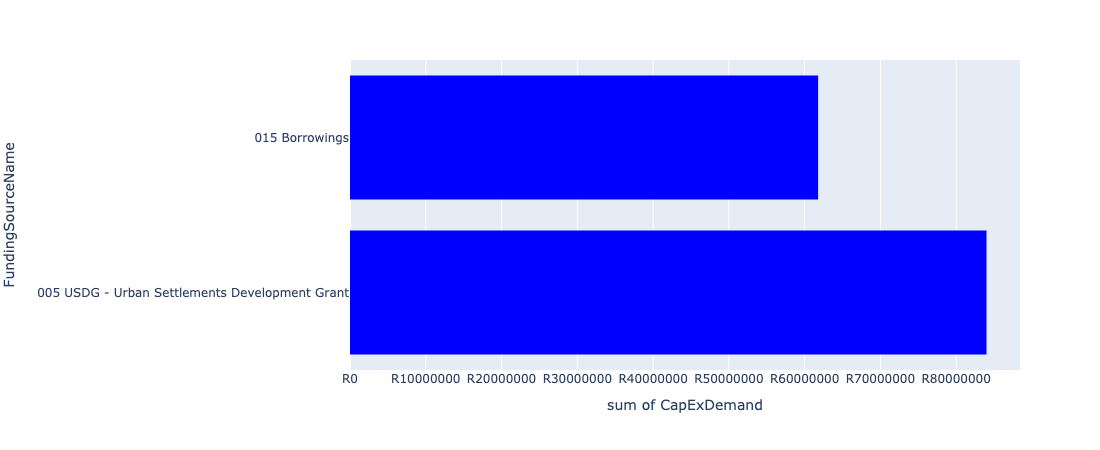 FundingSourceName
015 Borrowings
005 USDG - Urban Settlements Development Grant
R0 R10000000 R20000000 R30000000 R40000000 R50000000 R60000000 R70000000 R80000000
sum of CapExDemand